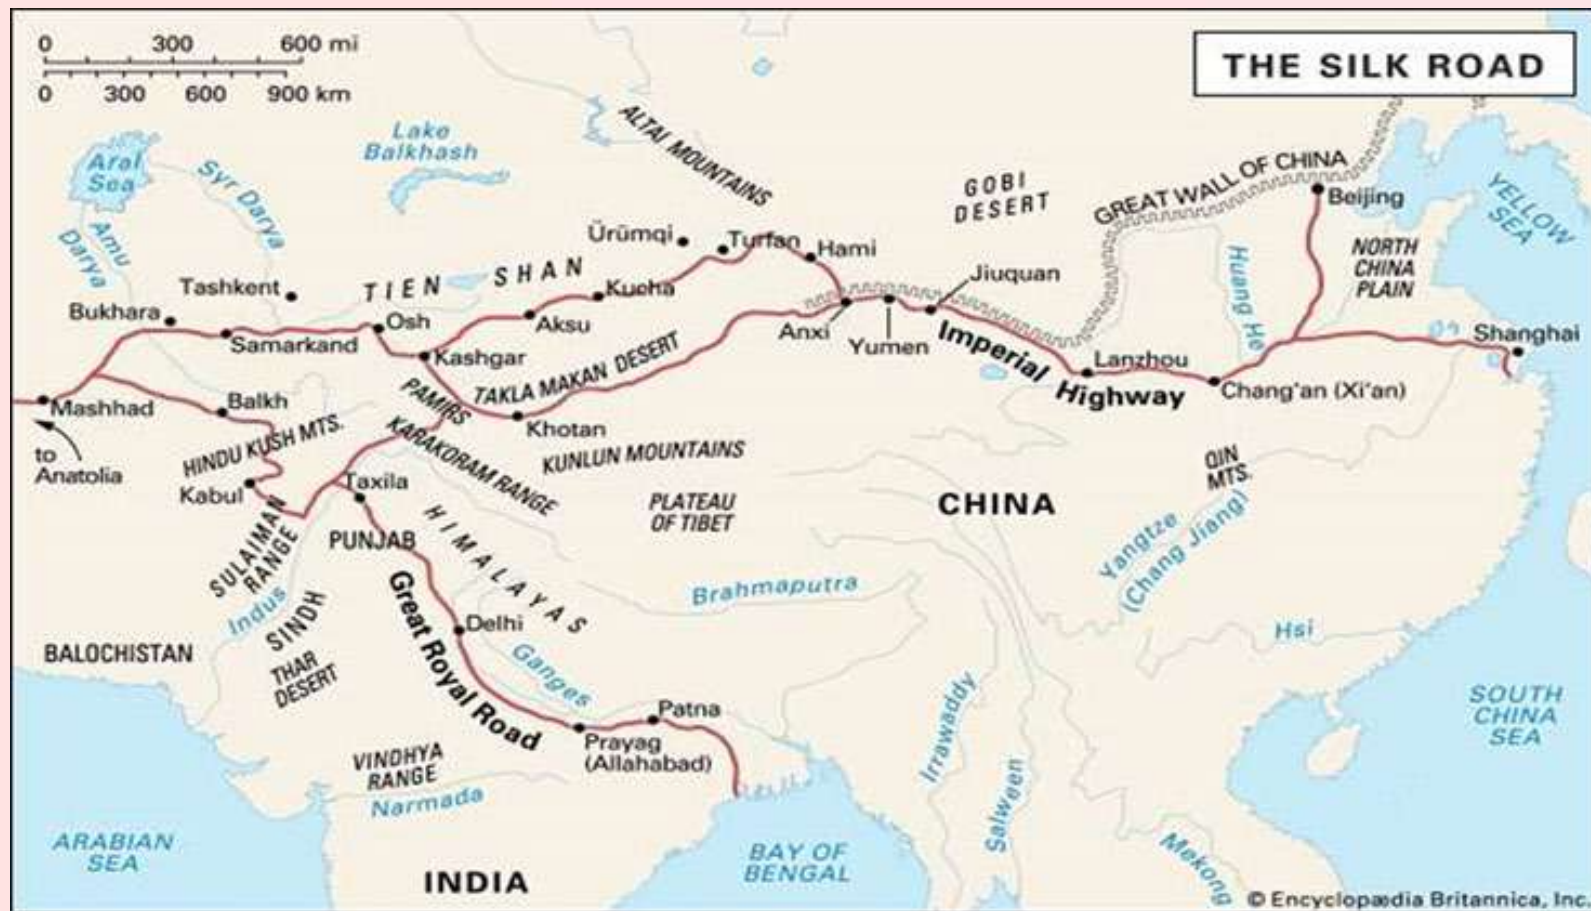 0 300 600 mi
0 300 600 900 km
THE SILK ROAD
Aral
Sea
Syr Darya
Amu
Darya
Lake
Balkhash
ALTAI MOUNTAINS
GOBI
DESERT
GREAT WALL OF CHINA
Beijing
YELLOW
SEA
NORTH
CHINA
PLAIN
Huang He
Ürümqi
Turfan
Hami
Jiuquan
TIEN SHAN
Tashkent
Bukhara
Kucha
Osh
Aksu
Samarkand
Kashgar
Anxi
Yumen
Imperial
Highway
Lanzhou
Shanghai
Chang'an (Xi'an)
TAKLA MAKAN DESERT
PAMIRS
Mashhad
to
Anatolia
Balkh
HINDU KUSH MTS.
KARAKORAM RANGE
Khotan
KUNLUN MOUNTAINS
Kabul
Taxila
PLATEAU
OF TIBET
CHINA
QIN
MTS.
Yangtze
(Chang Jiang)
SULAIMAN
RANGE
PUNJAB
HIMALAYAS
Indus
SINDH
Great Royal Road
Brahmaputra
Delhi
Ganges
Hsi
BALOCHISTAN
THAR
DESERT
Patna
Prayag
(Allahabad)
VINDHYA
RANGE
Narmada
Irrawaddy
Salween
Mekong
SOUTH
CHINA
SEA
ARABIAN
SEA
INDIA
BAY OF
BENGAL
© Encyclopædia Britannica, Inc.